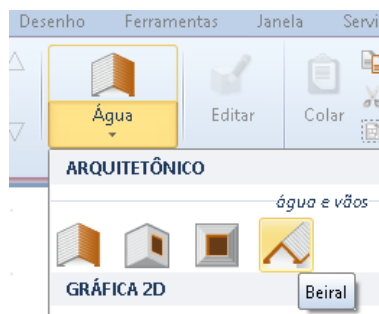 Desenho Ferramentas Janela Servi
Água Editar Colar
ARQUITETÔNICO
água e vãos
GRÁFICA 2D
Beiral